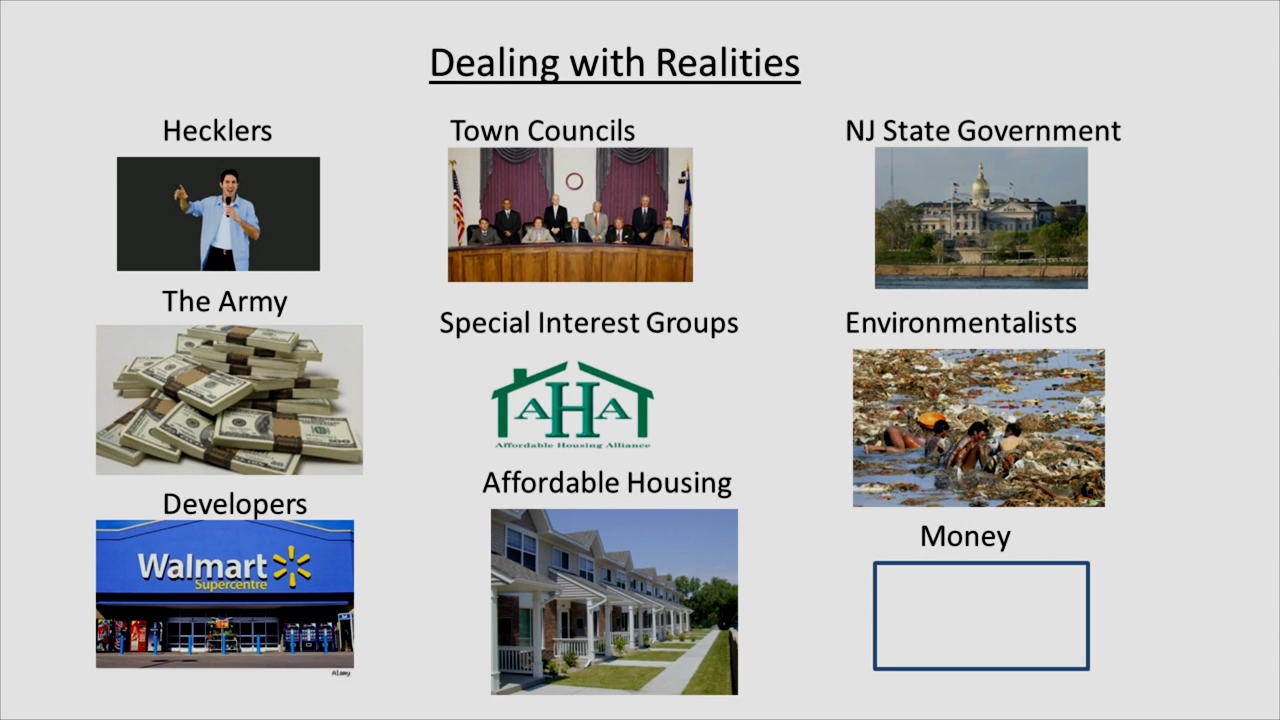 Dealing with Realities
Hecklers
Town Councils
NJ State Government
The Army
Special Interest Groups
Environmentalists
AHA
Affordable Housing Alliance
Affordable Housing
Developers
Walmart
Supercentre
Money
Alamy